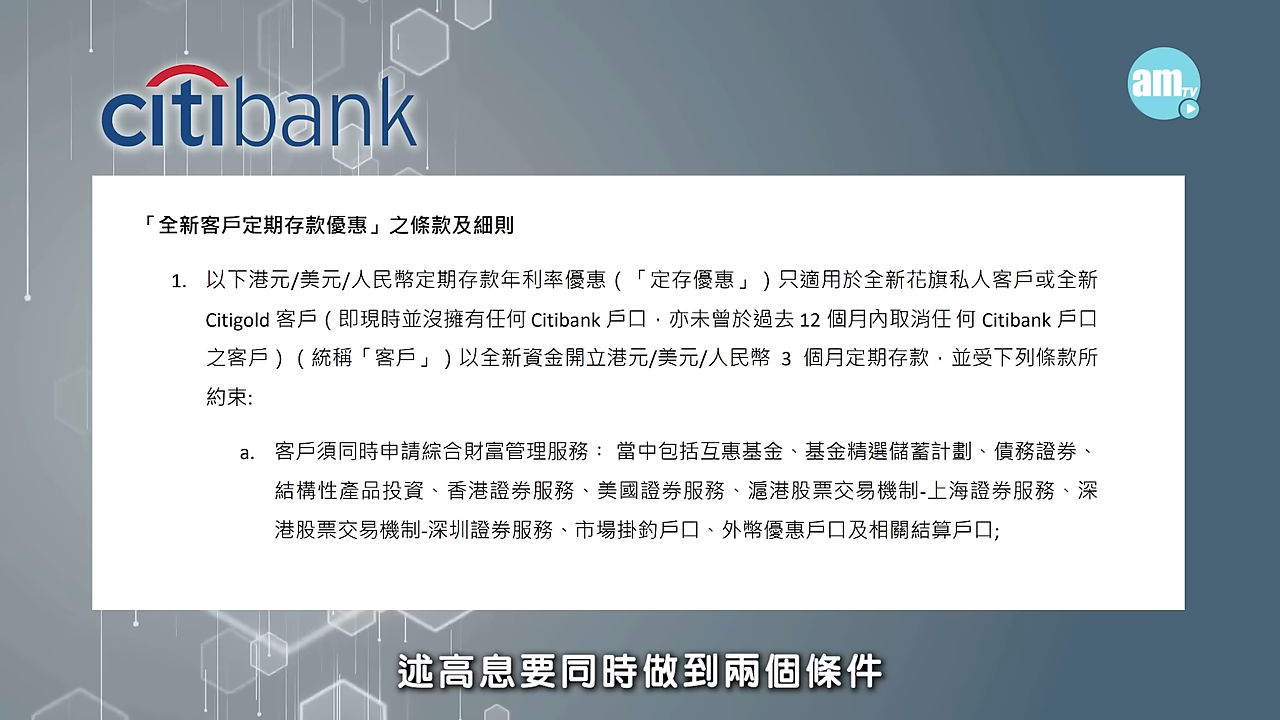 citibank
am TV
「全新客戶定期存款優惠」之條款及細則
1. 以下港元/美元/人民幣定期存款年利率優惠(「定存優惠」)只適用於全新花旗私人客戶或全新
Citigold 客戶(即現時並沒擁有任何 Citibank 戶口，亦未曾於過去 12 個月內取消任何 Citibank 戶口
之客戶)(統稱「客戶」)以全新資金開立港元/美元/人民幣 3 個月定期存款，並受下列條款所
約束:
a. 客戶須同時申請綜合財富管理服務： 當中包括互惠基金、基金精選儲蓄計劃、債務證券、
結構性產品投資、香港證券服務、美國證券服務、滬港股票交易機制-上海證券服務、深
港股票交易機制-深圳證券服務、市場掛釣戶口、外幣優惠戶口及相關結算戶口;
述高息要同時做到兩個條件